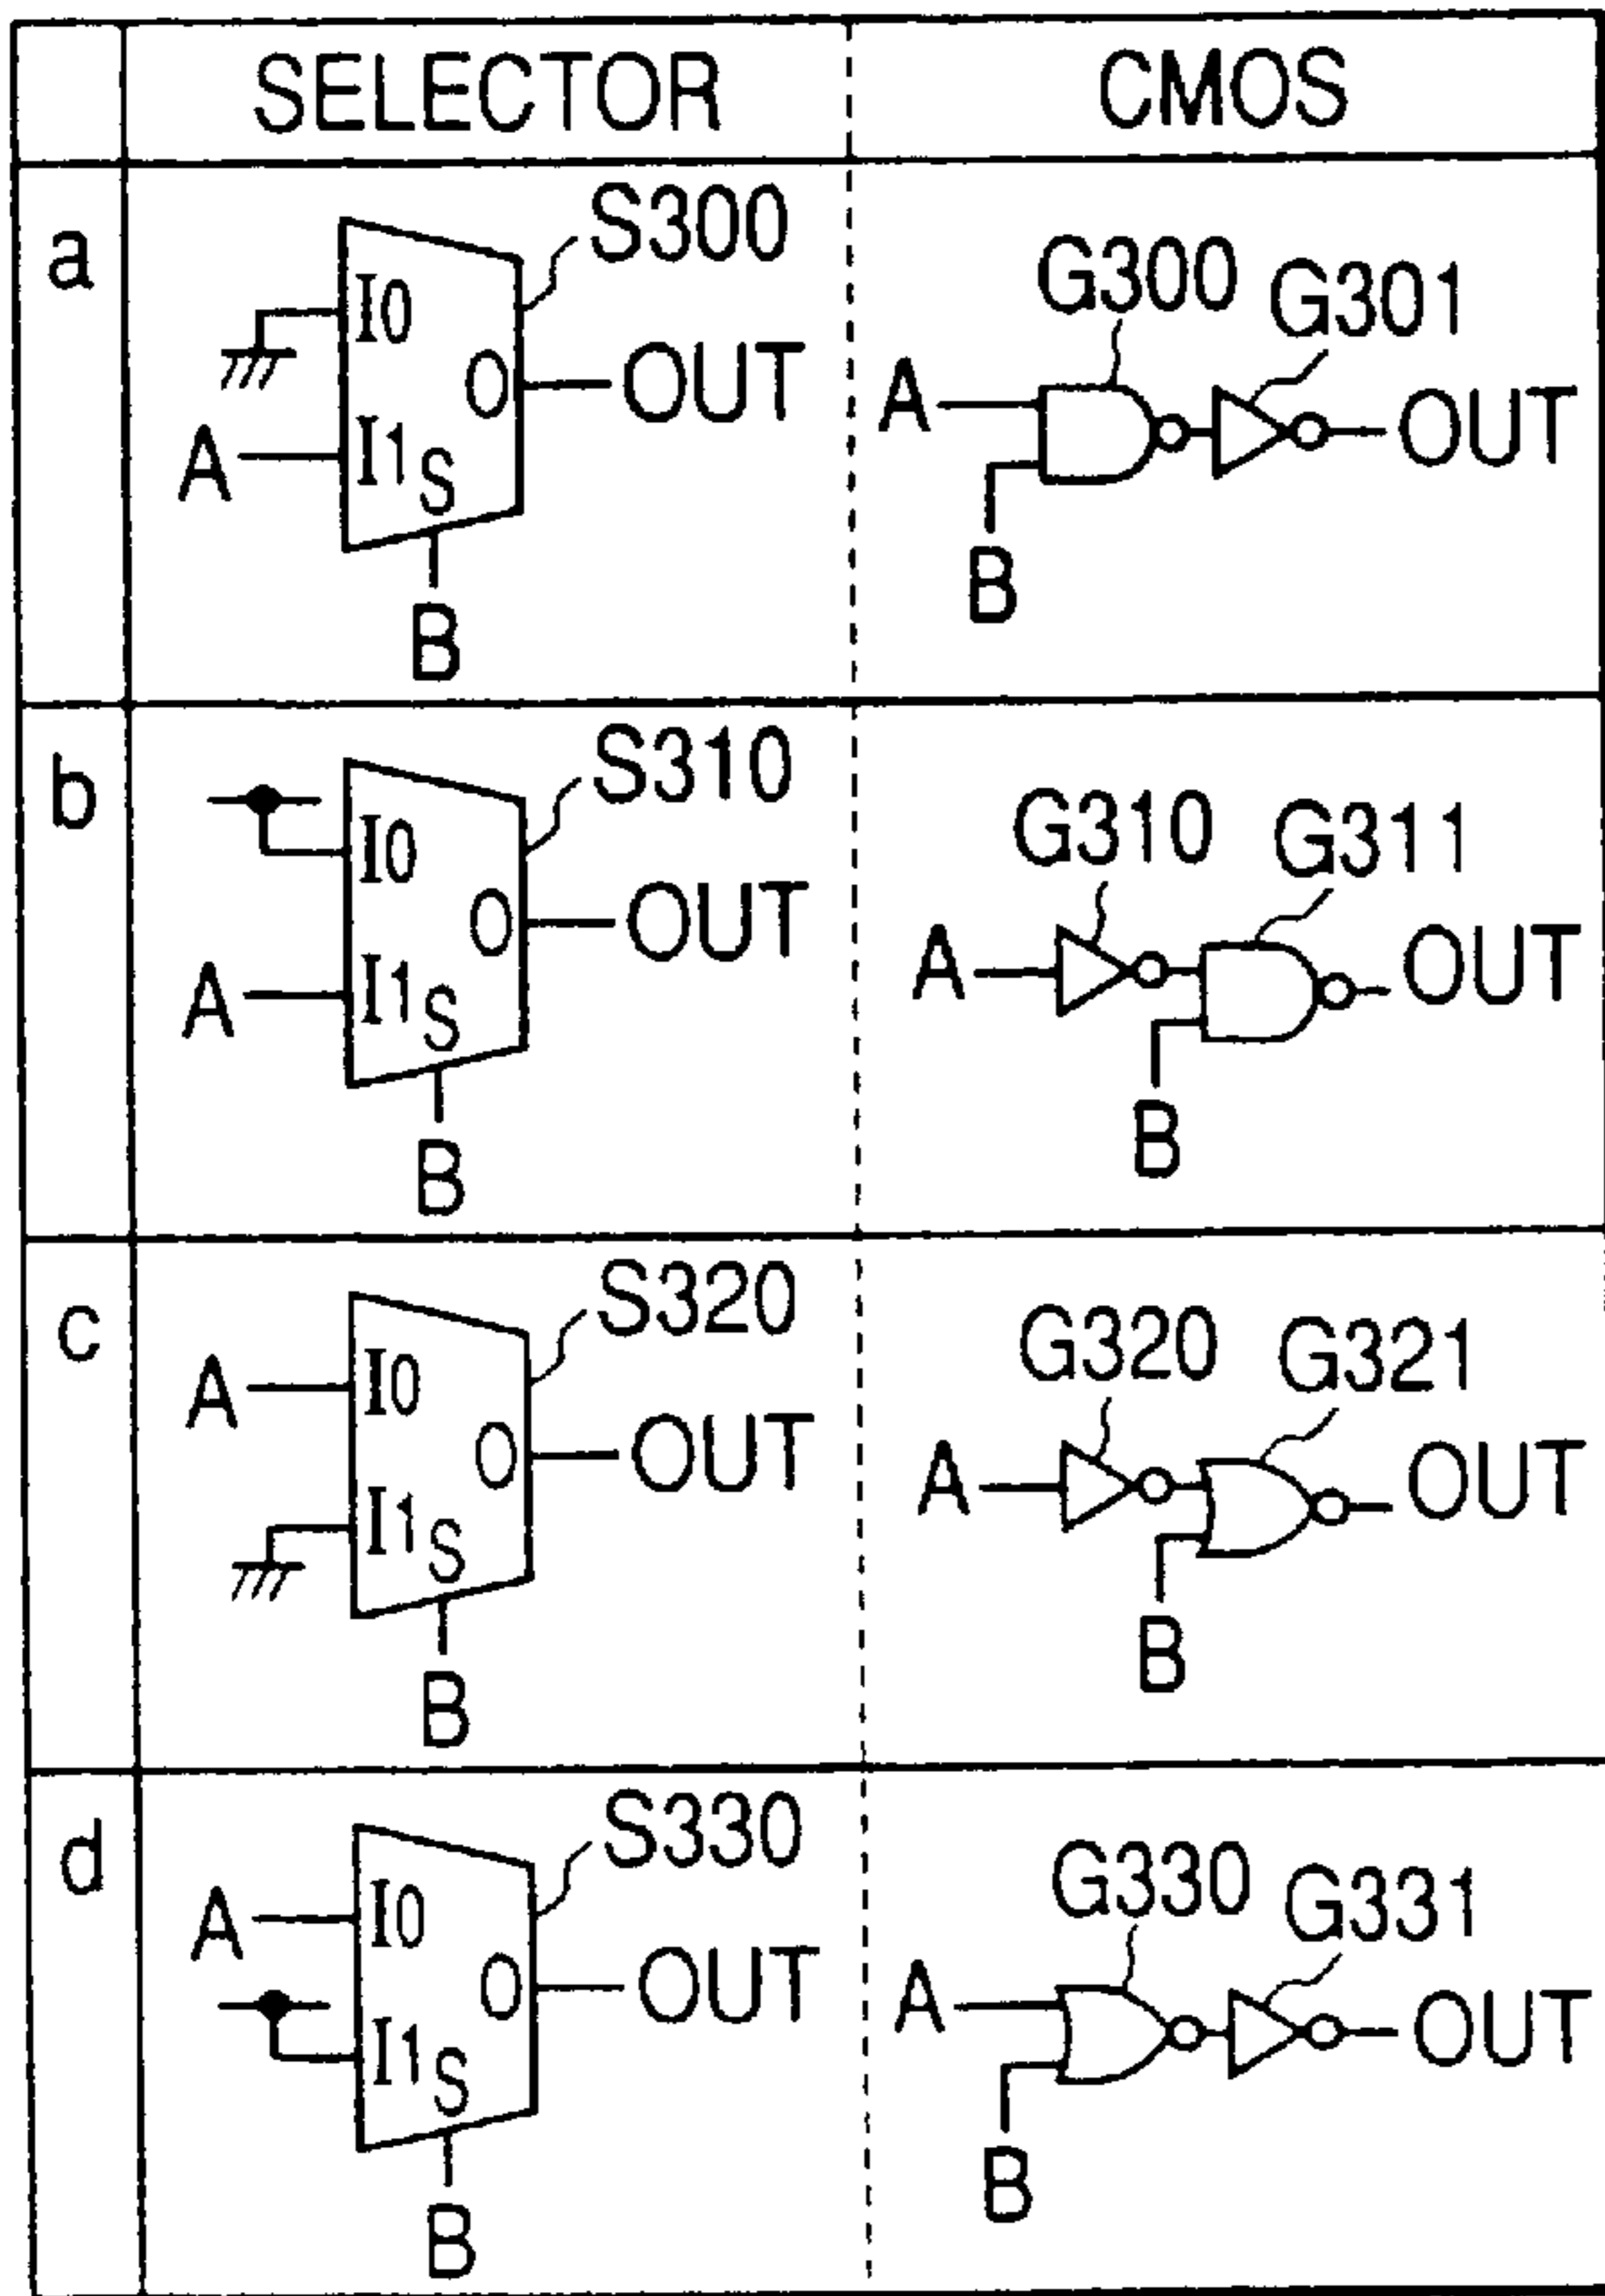 SELECTOR CMOS
a
S300
I0
O OUT
A I1 S
B
G300 G301
A OUT
B
b
S310
I0
O OUT
A I1 S
B
G310 G311
A OUT
B
c
S320
A I0
O OUT
I1 S
B
G320 G321
A OUT
B
d
S330
A I0
O OUT
I1 S
B
G330 G331
A OUT
B